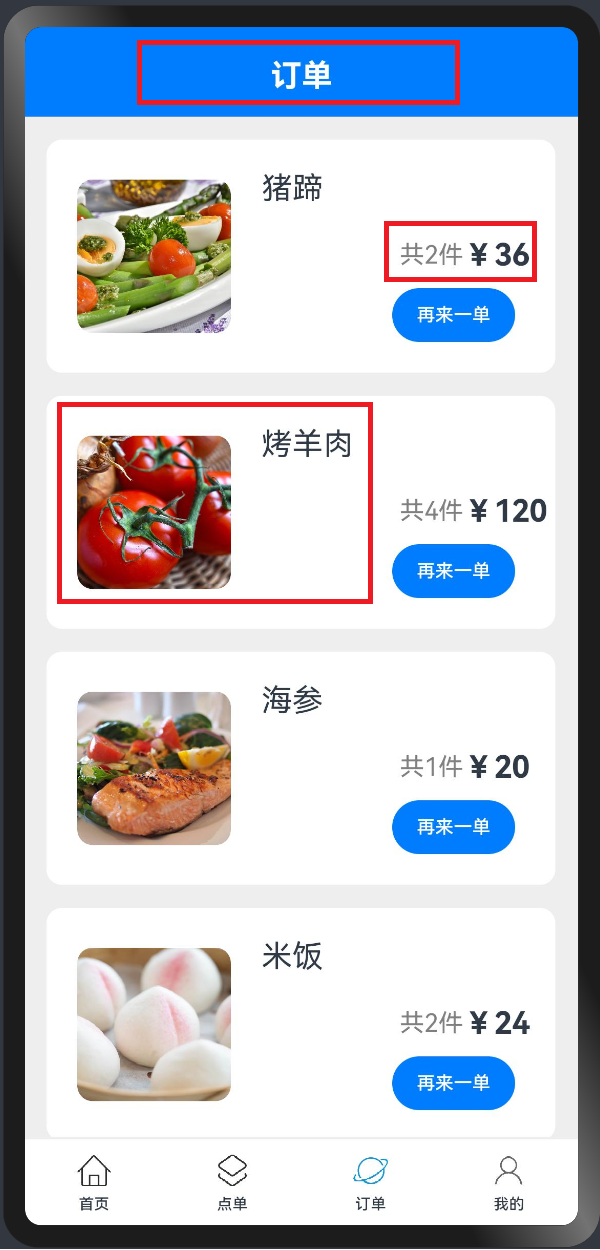 订单
猪蹄
共2件 ¥ 36
再来一单
烤羊肉
共4件 ¥ 120
再来一单
海参
共1件 ¥ 20
再来一单
米饭
共2件 ¥ 24
再来一单
首页 点单 订单 我的